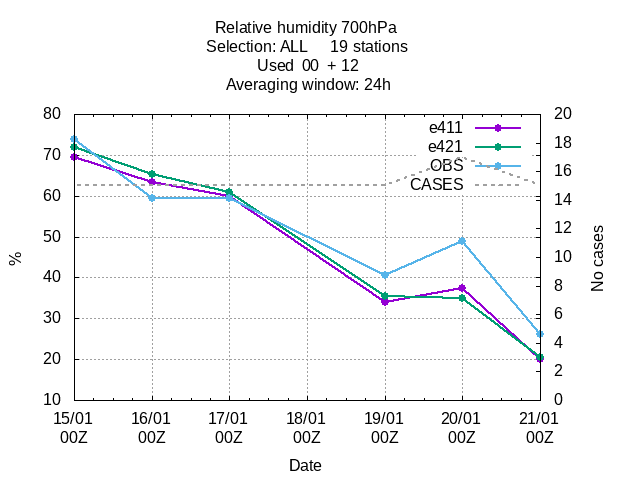 Relative humidity 700hPa
Selection: ALL 19 stations
Used 00 + 12
Averaging window: 24h
80 20
e411
18
e421
70
16
OBS
CASES
60
14
12
50
10
%
No cases
40
8
6
30
4
20
2
10 0
15/01 16/01 17/01 18/01 19/01 20/01 21/01
00Z 00Z 00Z 00Z 00Z 00Z 00Z
Date